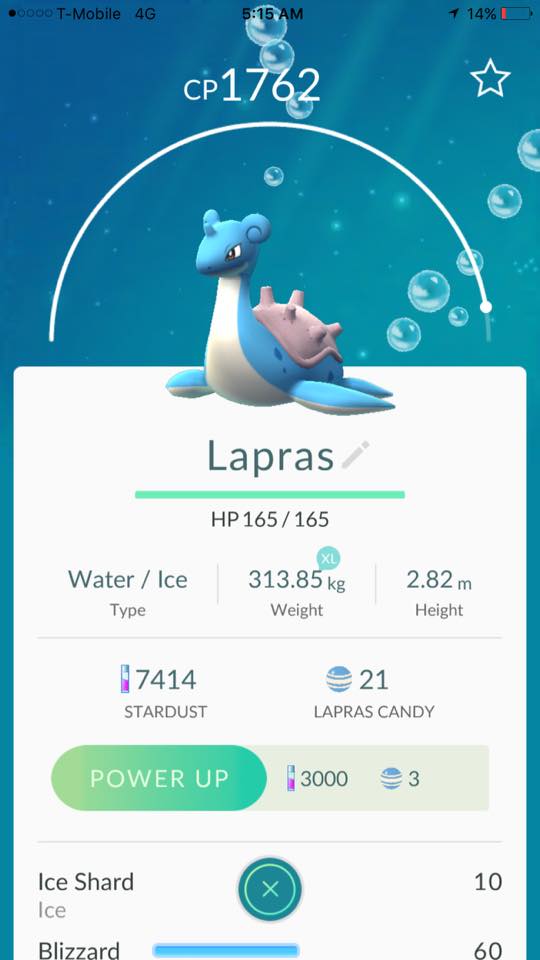 T-Mobile 4G 5:15 AM 14%
CP1762
Lapras
HP 165 / 165
XL
Water / Ice 313.85 kg 2.82 m
Type Weight Height
7414 21
STARDUST LAPRAS CANDY
POWER UP 3000 3
Ice Shard 10
Ice
Blizzard 60